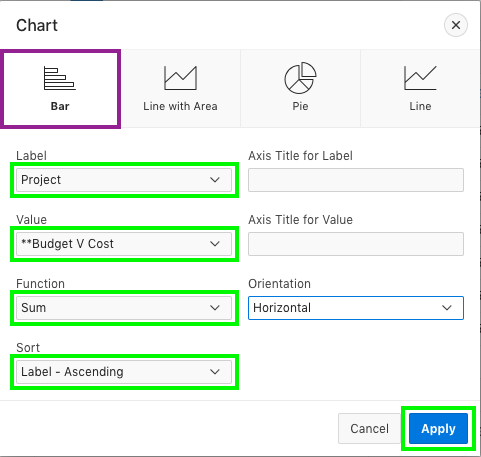 Chart
Bar
Line with Area
Pie
Line
Label
Axis Title for Label
Project
Value
Axis Title for Value
**Budget V Cost
Function
Orientation
Sum
Horizontal
Sort
Label - Ascending
Cancel
Apply